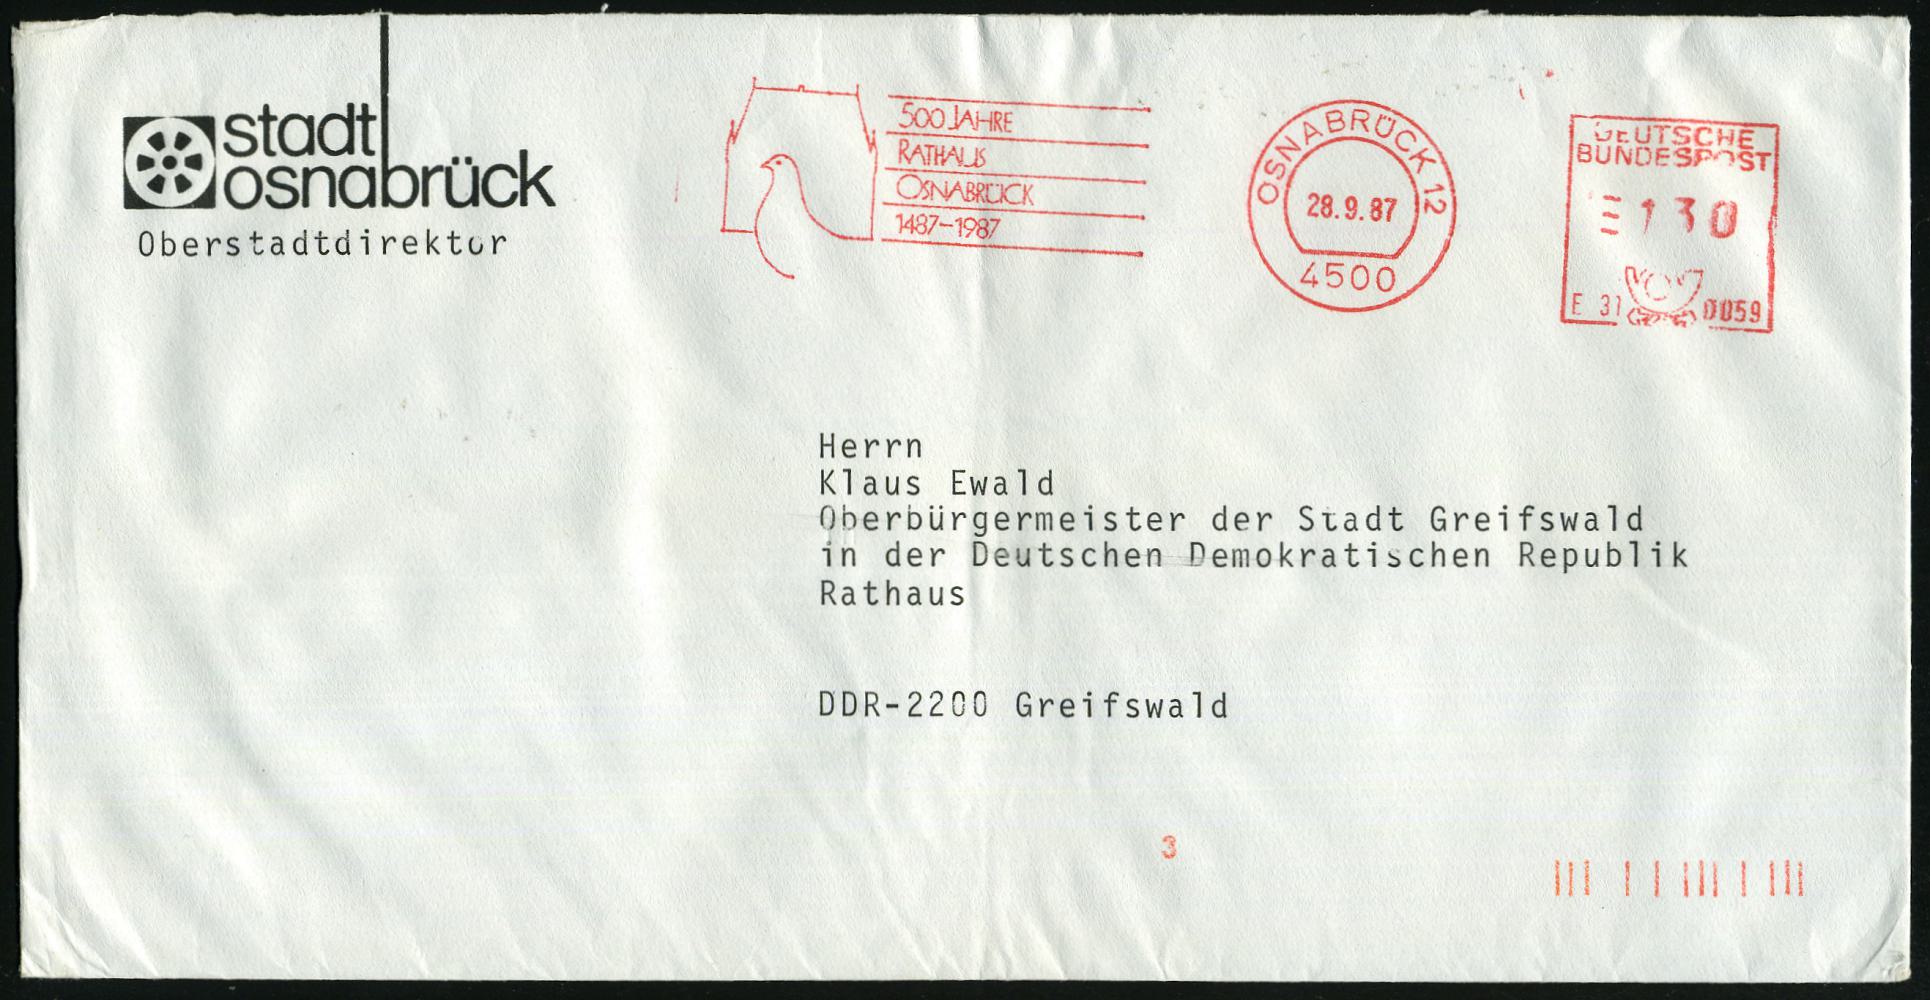 stadt
osnabrück
Oberstadtdirektor
500 JAHRE
RATHAUS
OSNABRÜCK
1487–1987
OSNABRÜCK 12
28.9.87
4500
DEUTSCHE
BUNDESPOST
130
E 31 0059
Herrn
Klaus Ewald
Oberbürgermeister der Stadt Greifswald
in der Deutschen Demokratischen Republik
Rathaus
DDR-2200 Greifswald
3